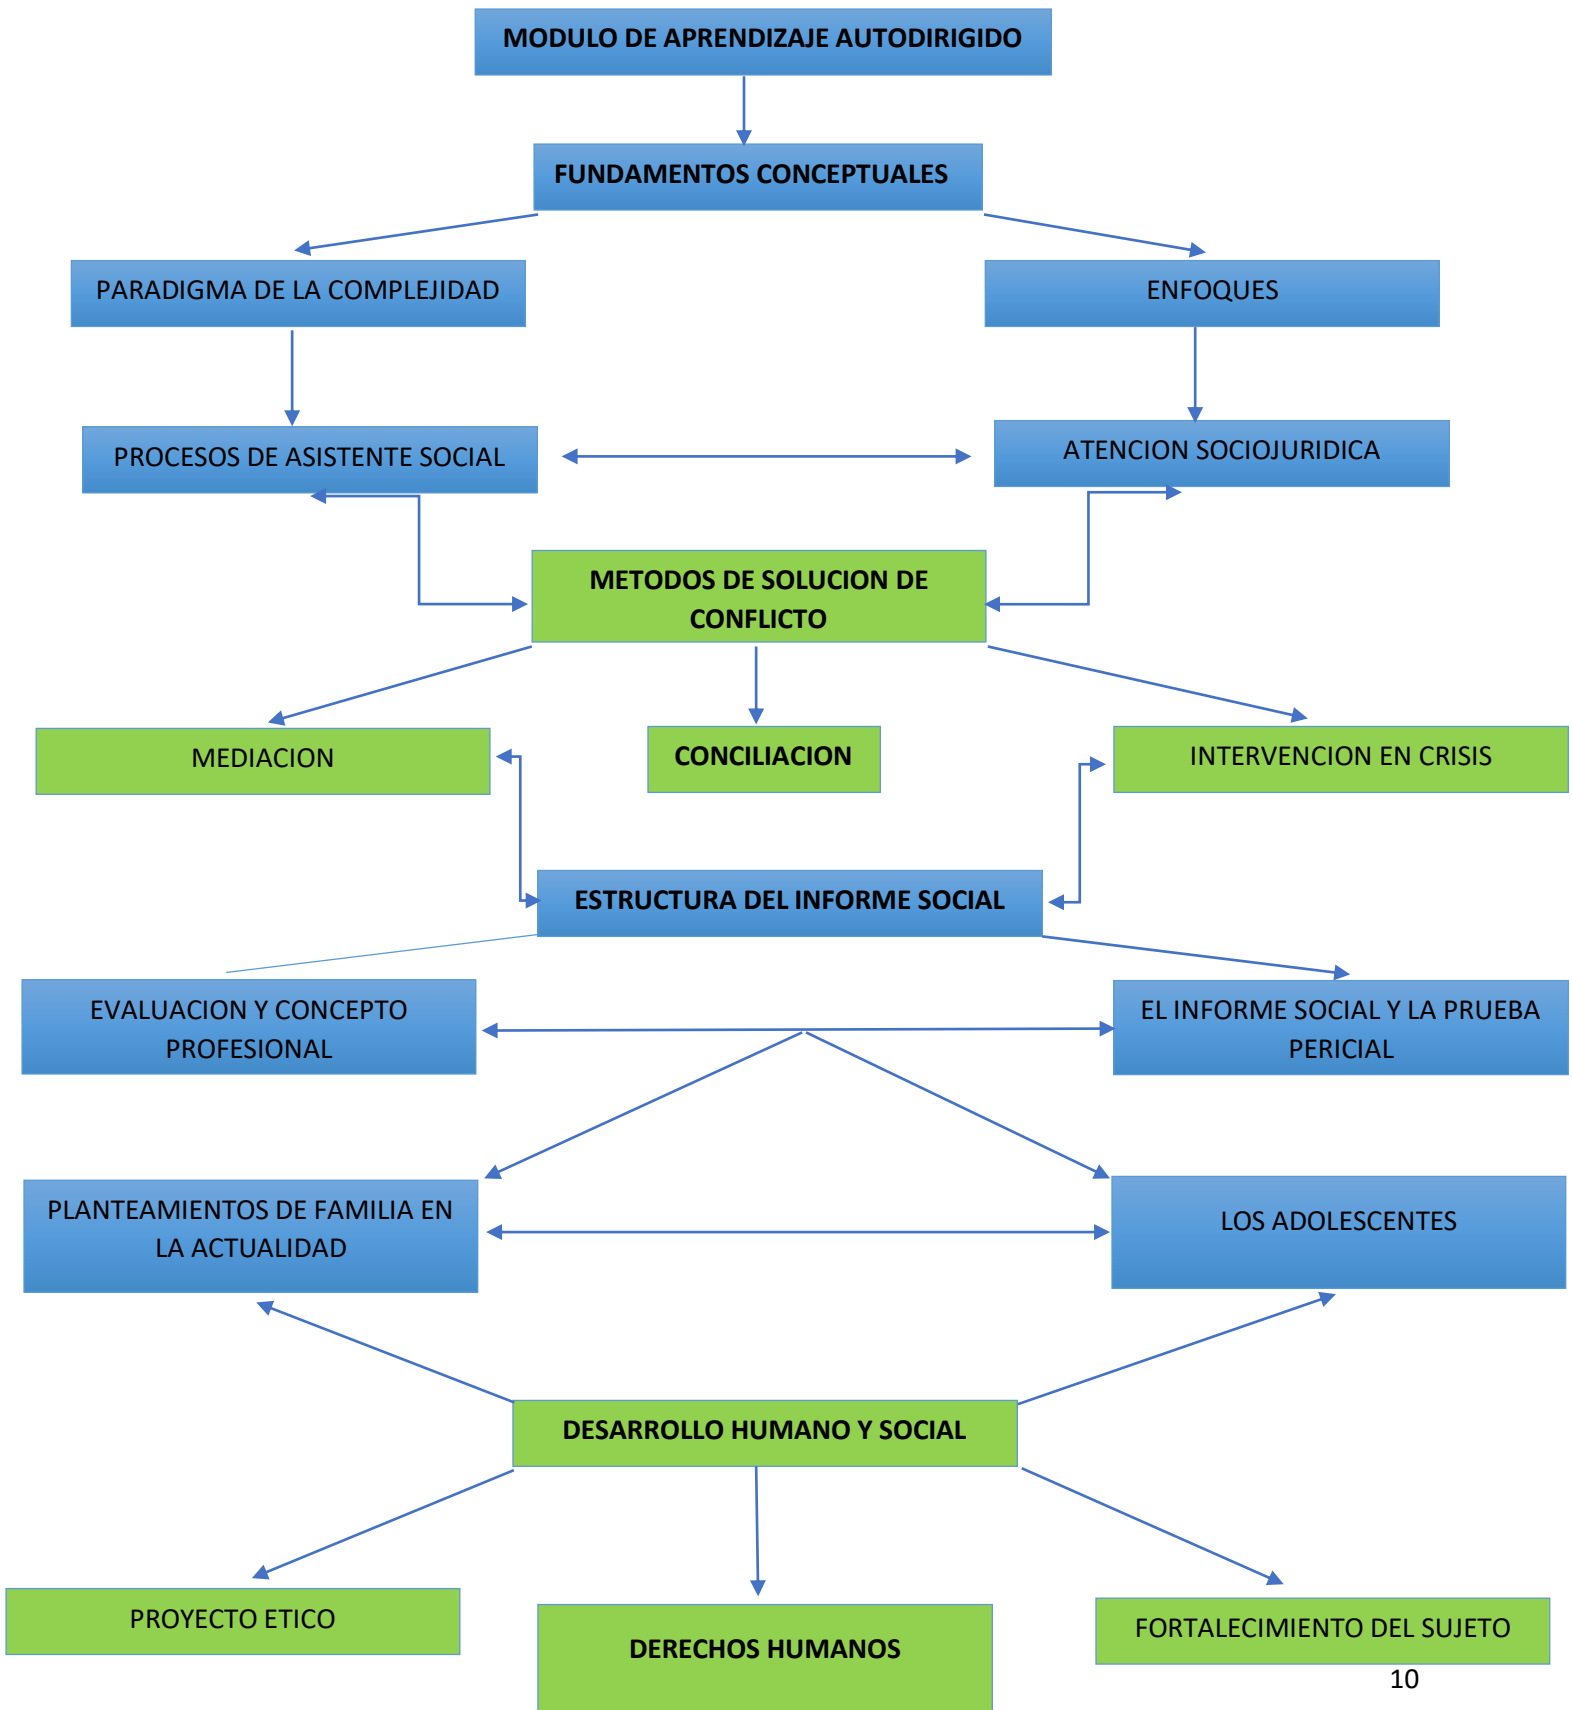 MODULO DE APRENDIZAJE AUTODIRIGIDO
FUNDAMENTOS CONCEPTUALES
PARADIGMA DE LA COMPLEJIDAD
ENFOQUES
PROCESOS DE ASISTENTE SOCIAL
ATENCION SOCIOJURIDICA
METODOS DE SOLUCION DE
CONFLICTO
MEDIACION
CONCILIACION
INTERVENCION EN CRISIS
ESTRUCTURA DEL INFORME SOCIAL
EVALUACION Y CONCEPTO
PROFESIONAL
EL INFORME SOCIAL Y LA PRUEBA
PERICIAL
PLANTEAMIENTOS DE FAMILIA EN
LA ACTUALIDAD
LOS ADOLESCENTES
DESARROLLO HUMANO Y SOCIAL
PROYECTO ETICO
DERECHOS HUMANOS
FORTALECIMIENTO DEL SUJETO
10